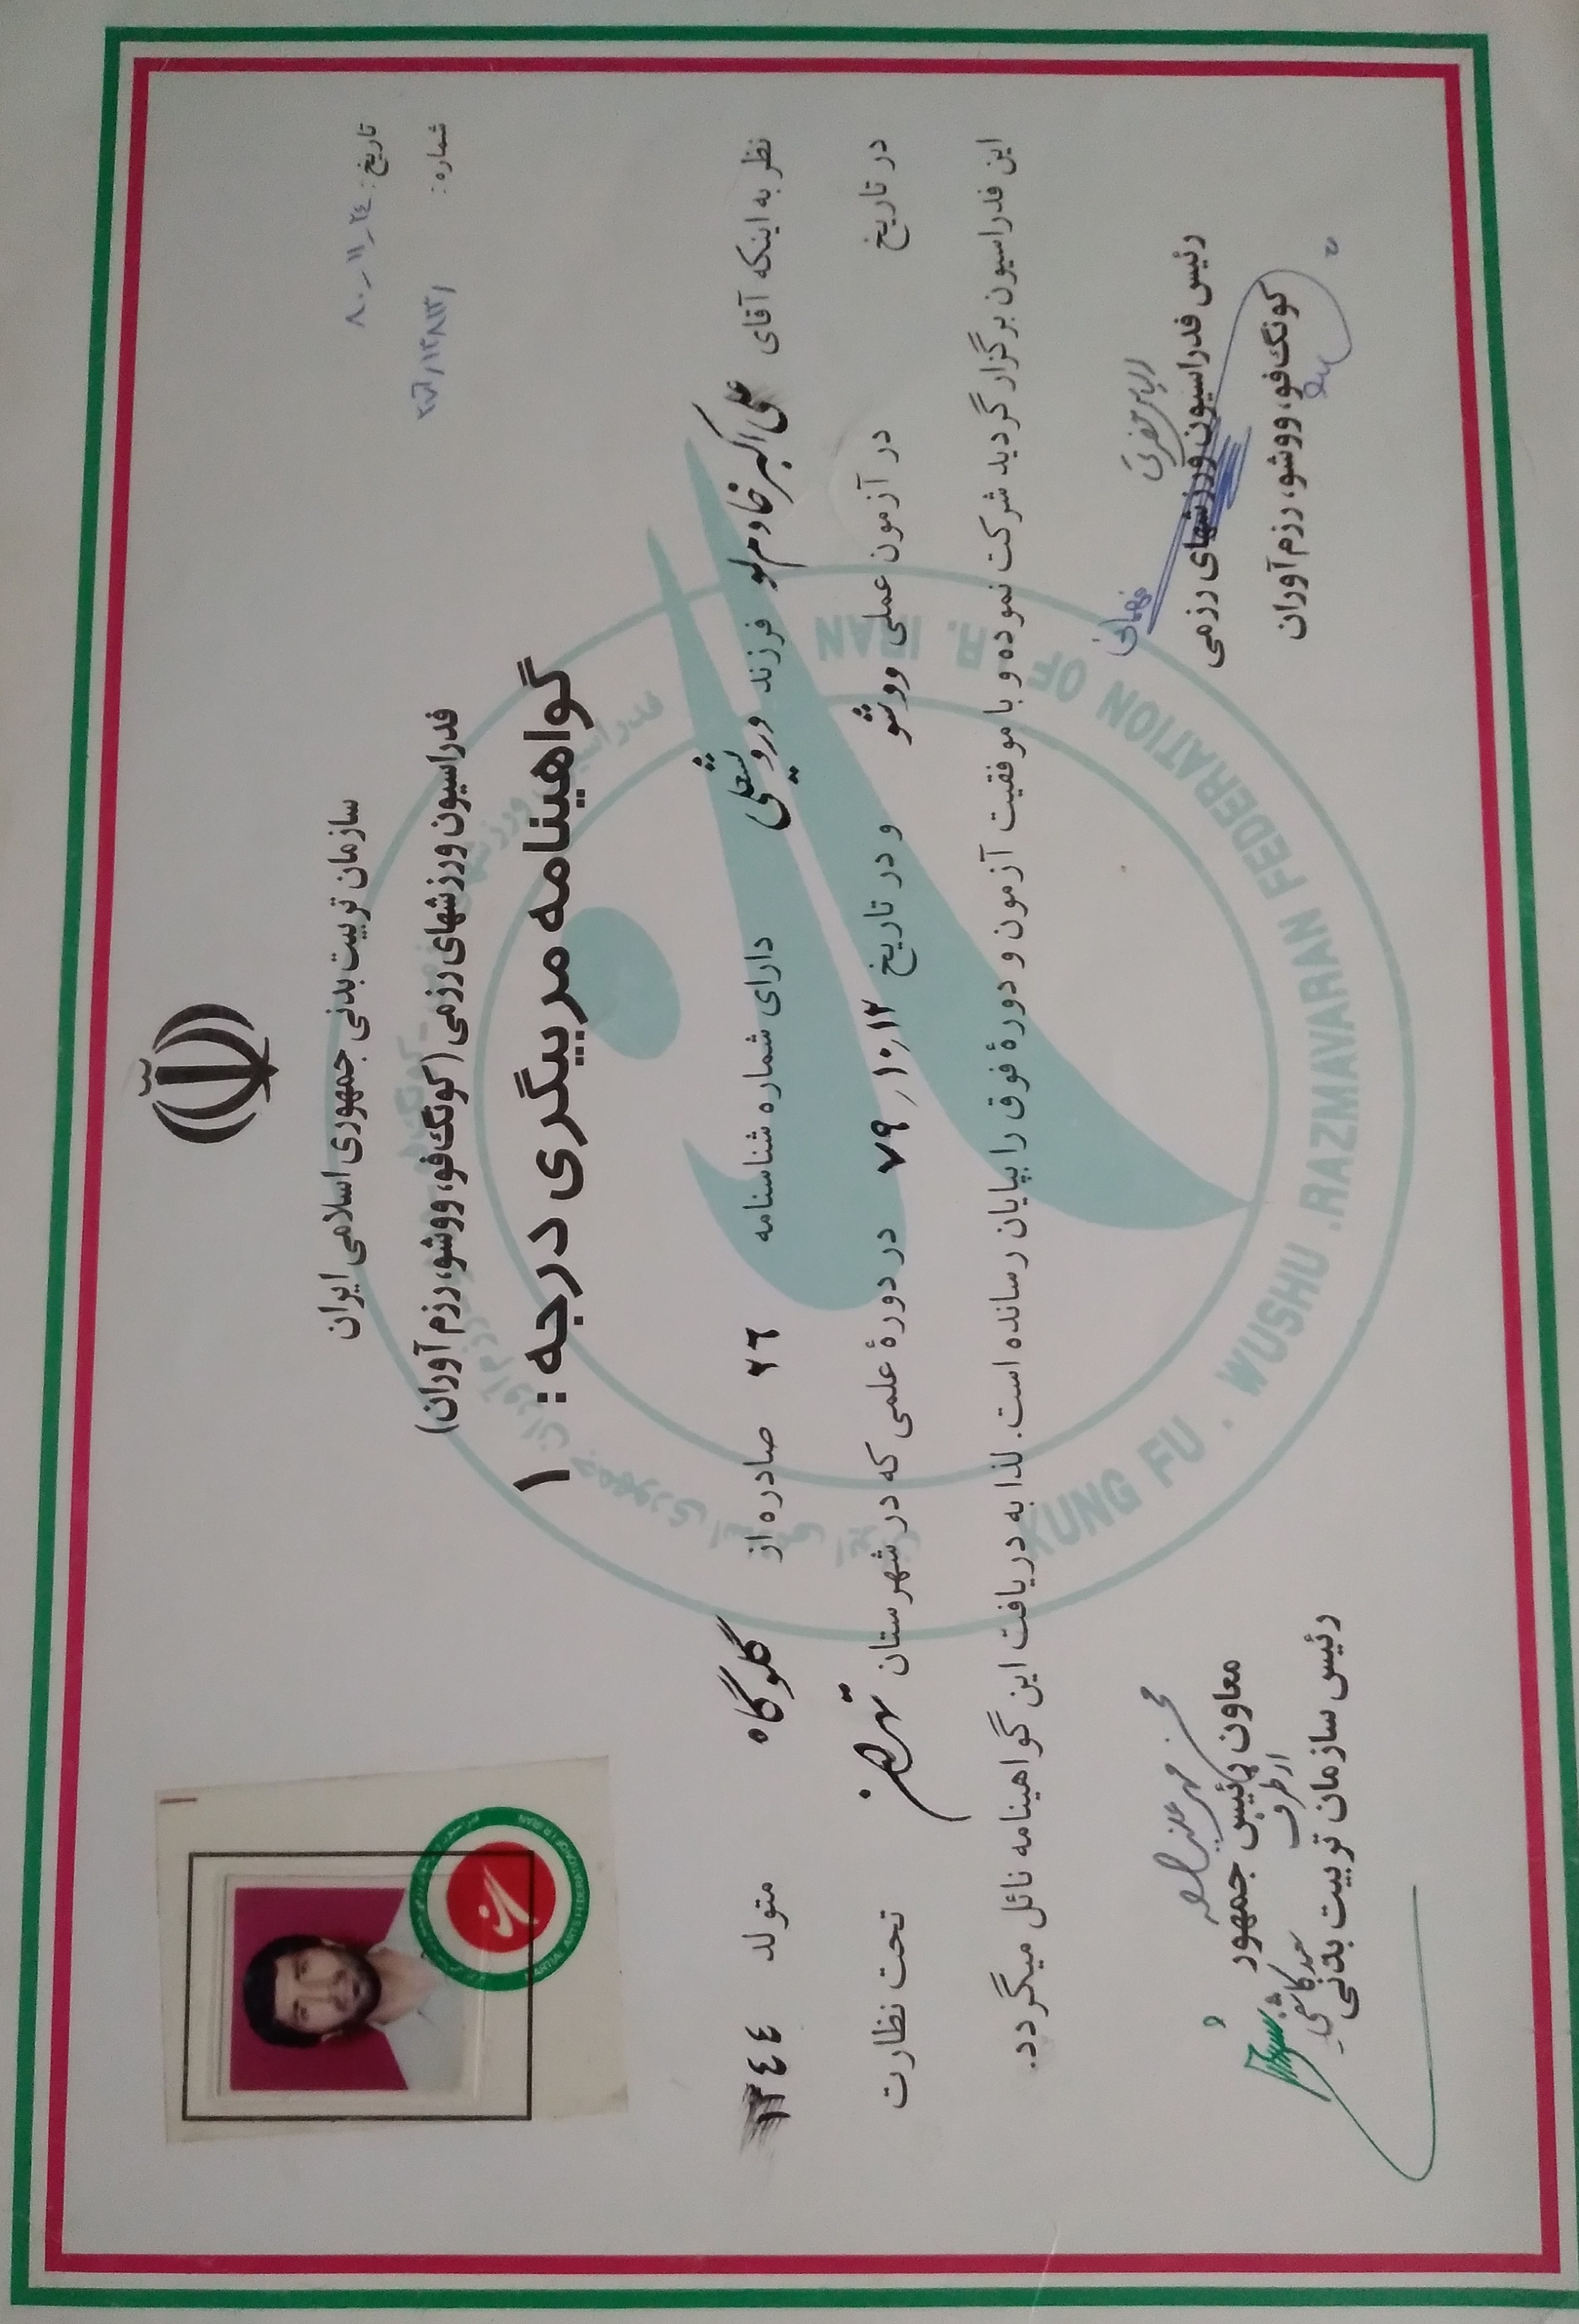 سازمان تربیت بدنی جمهوری اسلامی ایران
فدراسیون ورزشهای رزمی (کونگ‌فو، ووشو، رزم‌آوران)
گواهینامه مربیگری درجه: ۱
تاریخ: ۸۰-۱۱-۲۴
شماره:
نظر به اینکه آقای علی اکبر خادم لو فرزند درویشعلی دارای شماره شناسنامه ۲۶ صادره از گلوگاه متولد ۱۳۴۴
در تاریخ در آزمون عملی ووشو و در تاریخ ۷۹/۱۰/۱۲ در دورهٔ علمی که در شهرستان تهران تحت نظارت
این فدراسیون برگزار گردید شرکت نموده و با موفقیت آزمون و دورهٔ فوق را بپایان رسانده است. لذا به دریافت این گواهینامه نائل میگردد.
رئیس فدراسیون ورزشهای رزمی
کونگ‌فو، ووشو، رزم‌آوران
معاون رئیس جمهور
از طرف
رئیس سازمان تربیت بدنی
KUNG FU . WUSHU . RAZMAVARAN FEDERATION OF I.R. IRAN